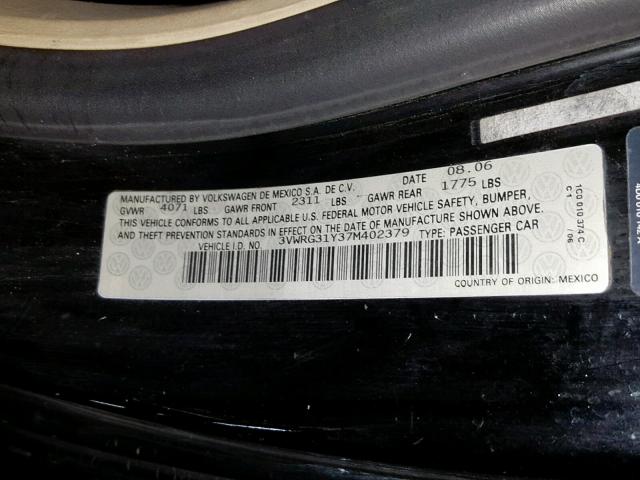 MANUFACTURED BY VOLKSWAGEN DE MEXICO S.A. DE C.V. DATE 08.06
GVWR 4071 LBS GAWR FRONT 2311 LBS GAWR REAR 1775 LBS
THIS VEHICLE CONFORMS TO ALL APPLICABLE U.S. FEDERAL MOTOR VEHICLE SAFETY, BUMPER,
AND THEFT PREVENTION STANDARDS IN EFFECT ON THE DATE OF MANUFACTURE SHOWN ABOVE.
VEHICLE I.D. NO. 3VWRG31Y37M402379 TYPE: PASSENGER CAR
COUNTRY OF ORIGIN: MEXICO
1C0 010 374 C
C1 / 06